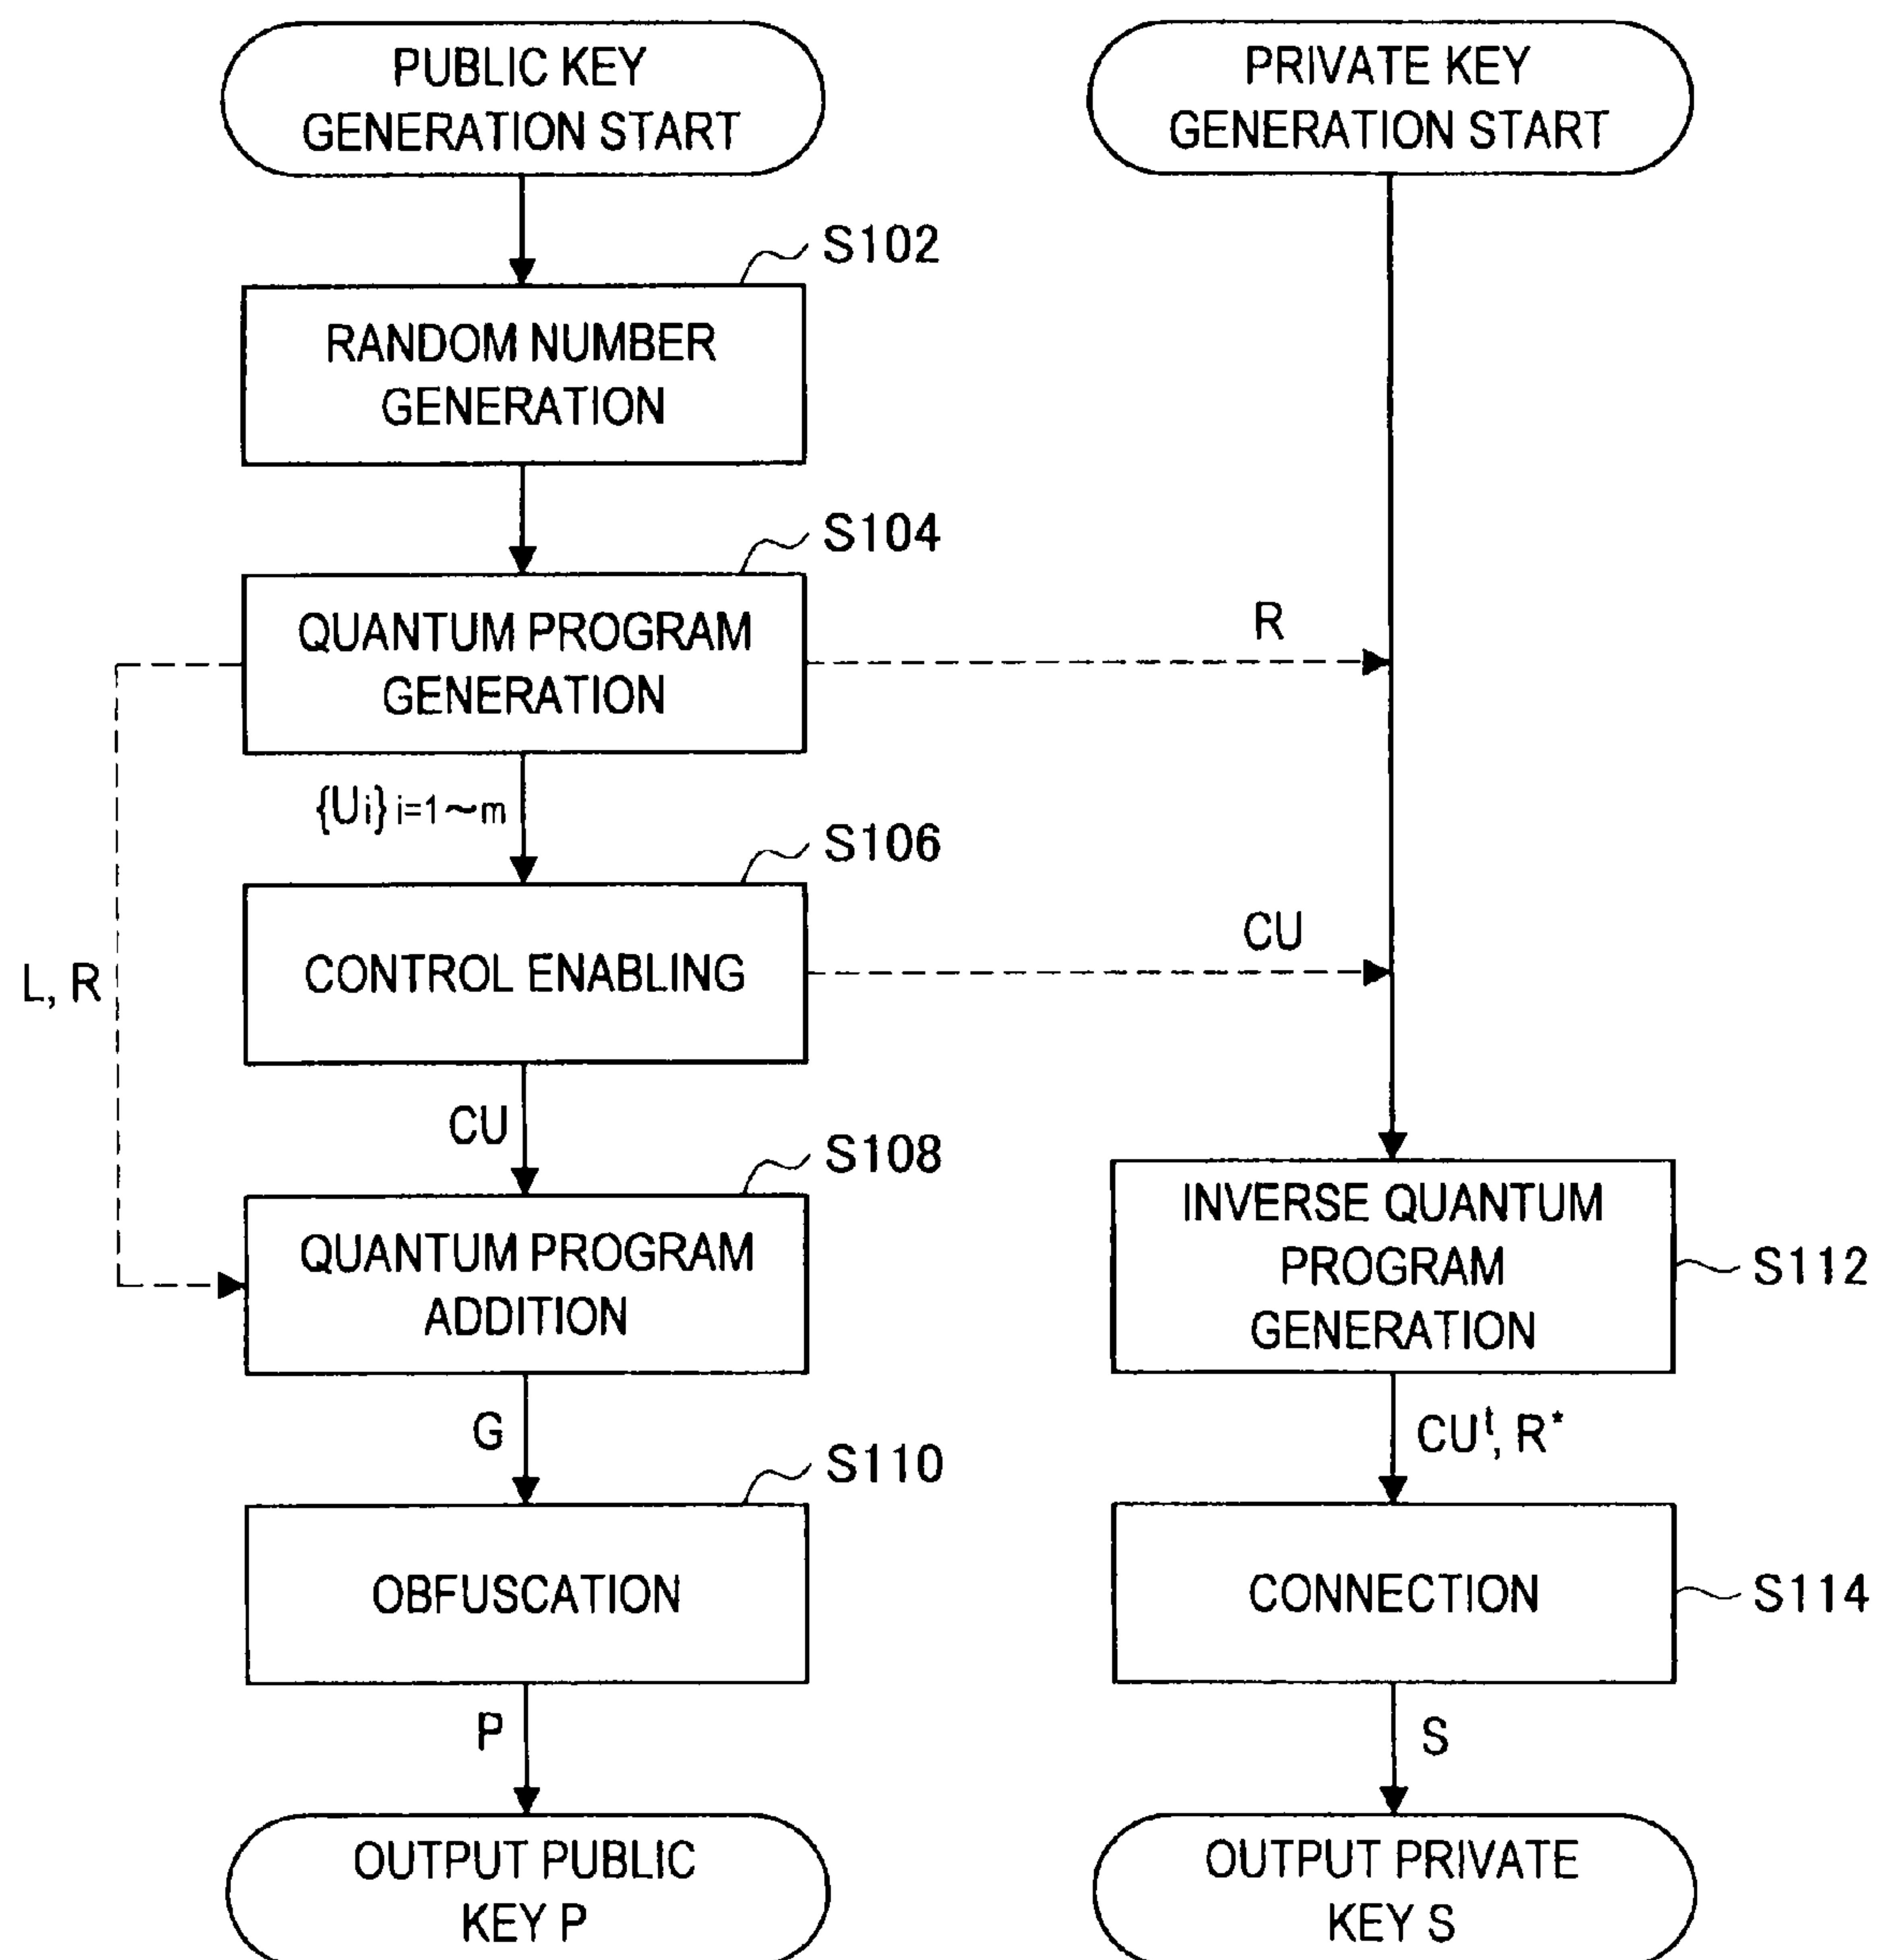 PUBLIC KEY
GENERATION START
S102
RANDOM NUMBER
GENERATION
S104
QUANTUM PROGRAM
GENERATION
{Ui} i=1~m
S106
CONTROL ENABLING
L, R
CU
S108
QUANTUM PROGRAM
ADDITION
G
S110
OBFUSCATION
P
OUTPUT PUBLIC
KEY P
PRIVATE KEY
GENERATION START
R
CU
INVERSE QUANTUM
PROGRAM
GENERATION
S112
CU†, R*
CONNECTION
S114
S
OUTPUT PRIVATE
KEY S